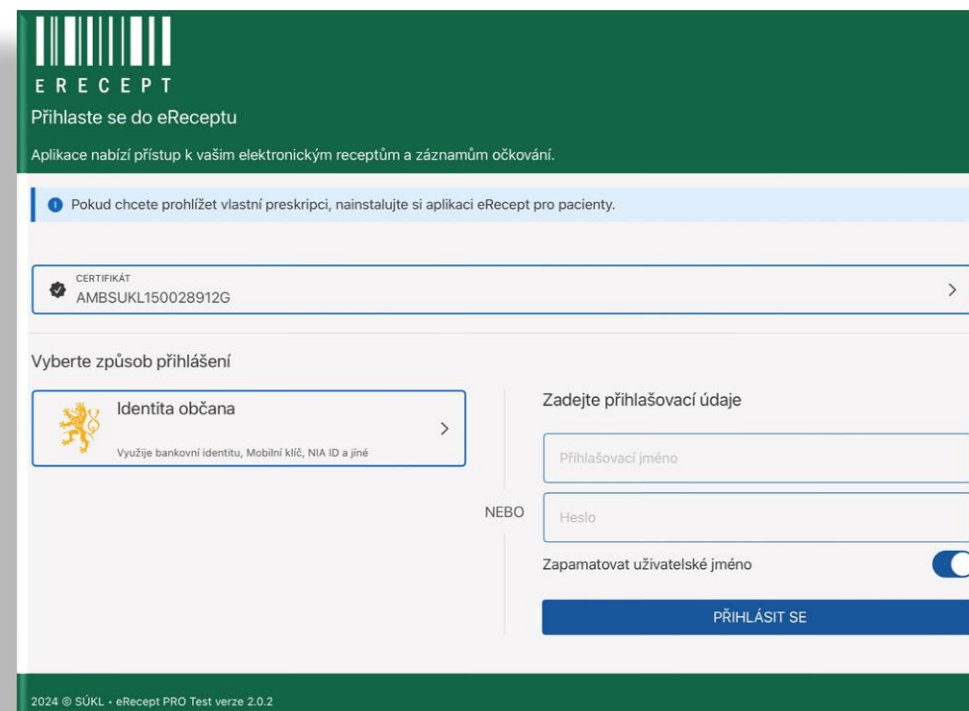 ERECEPT
Přihlaste se do eReceptu
Aplikace nabízí přístup k vašim elektronickým receptům a záznamům očkování.
Pokud chcete prohlížet vlastní preskripci, nainstalujte si aplikaci eRecept pro pacienty.
CERTIFIKÁT
AMBSUKL150028912G
Vyberte způsob přihlášení
Identita občana
Využije bankovní identitu, Mobilní klíč, NIA ID a jiné
NEBO
Zadejte přihlašovací údaje
Přihlašovací jméno
Heslo
Zapamatovat uživatelské jméno
PŘIHLÁSIT SE
2024 © SÚKL • eRecept PRO Test verze 2.0.2